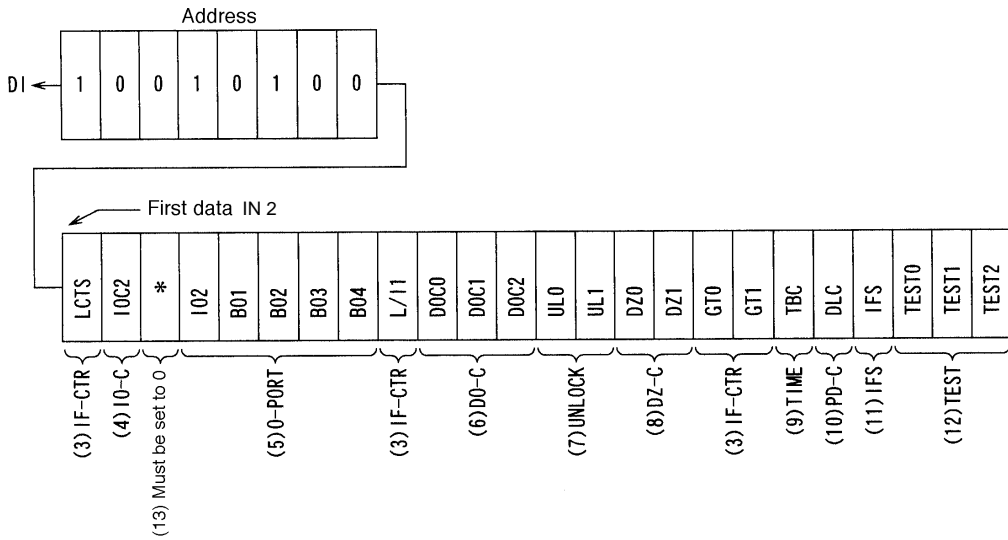 Address
DI 1 0 0 1 0 1 0 0
First data IN 2
LCTS IOC2 * IO2 BO1 BO2 BO3 BO4 L/I1 DOC0 DOC1 DOC2 UL0 UL1 DZ0 DZ1 GT0 GT1 TBC DLC IFS TEST0 TEST1 TEST2
(3) IF-CTR
(4) IO-C
(13) Must be set to 0
(5) O-PORT
(3) IF-CTR
(6) DO-C
(7) UNLOCK
(8) DZ-C
(3) IF-CTR
(9) TIME
(10) PD-C
(11) IFS
(12) TEST